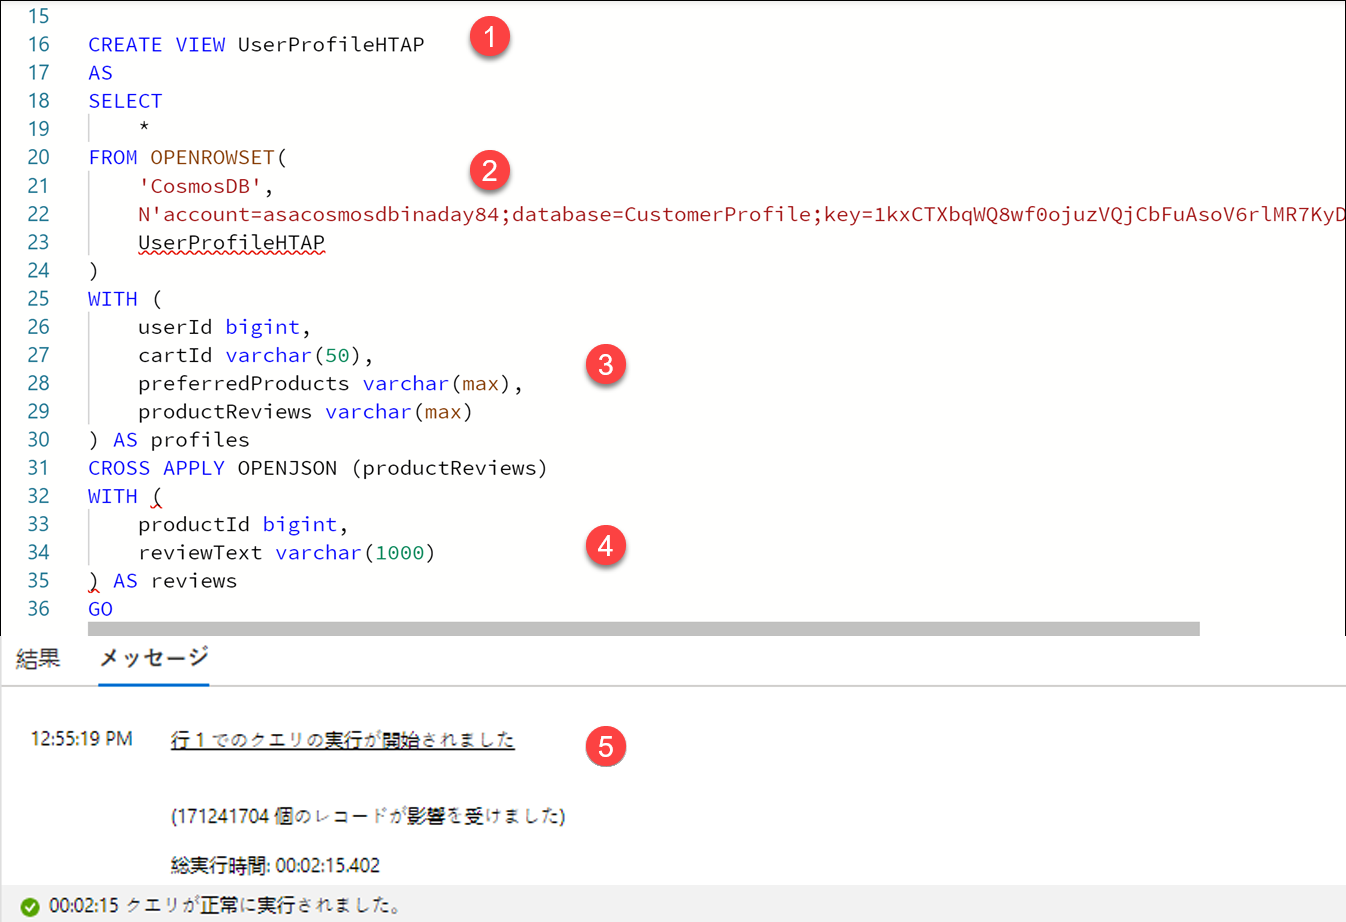 15
16 CREATE VIEW UserProfileHTAP 1
17 AS
18 SELECT
19 *
20 FROM OPENROWSET( 2
21 'CosmosDB',
22 N'account=asacosmosdbinaday84;database=CustomerProfile;key=1kxCTXbqWQ8wf0ojuzVQjCbFuAsoV6rlMR7KyD
23 UserProfileHTAP
24 )
25 WITH (
26 userId bigint,
27 cartId varchar(50), 3
28 preferredProducts varchar(max),
29 productReviews varchar(max)
30 ) AS profiles
31 CROSS APPLY OPENJSON (productReviews)
32 WITH (
33 productId bigint,
34 reviewText varchar(1000) 4
35 ) AS reviews
36 GO
結果 メッセージ
12:55:19 PM 行 1 でのクエリの実行が開始されました 5
(171241704 個のレコードが影響を受けました)
総実行時間: 00:02:15.402
00:02:15 クエリが正常に実行されました。